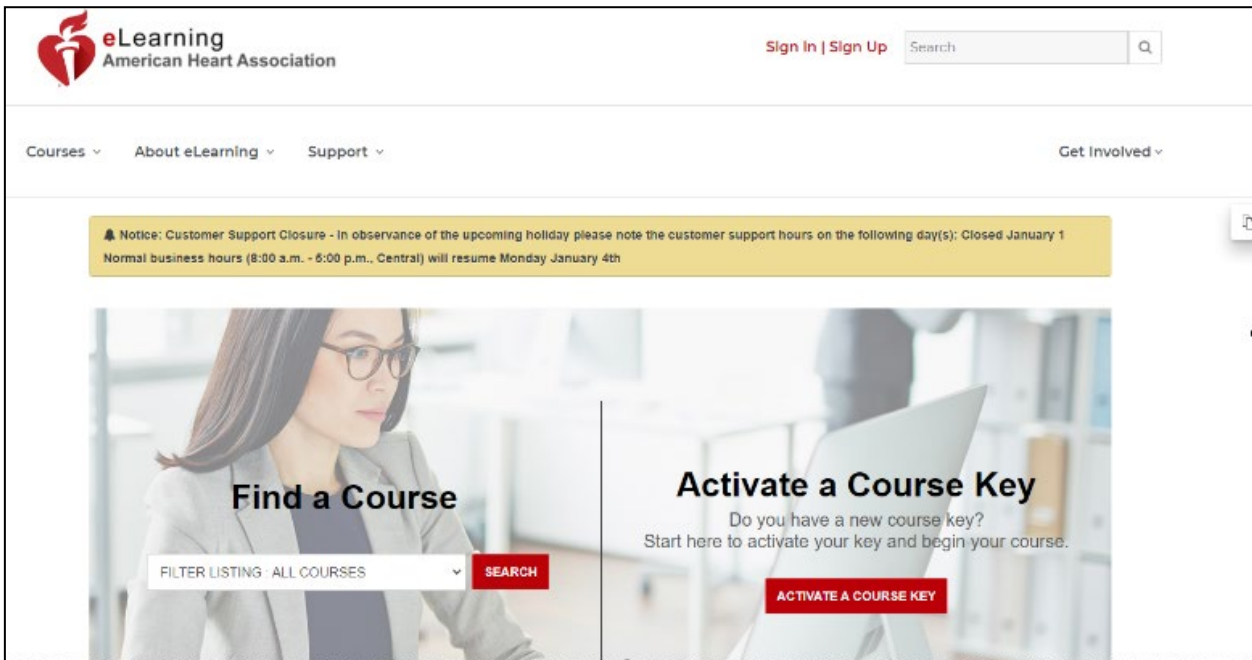 eLearning
American Heart Association
Sign In | Sign Up
Search
Courses
About eLearning
Support
Get Involved
Notice: Customer Support Closure - In observance of the upcoming holiday please note the customer support hours on the following day(s): Closed January 1
Normal business hours (8:00 a.m. - 5:00 p.m., Central) will resume Monday January 4th
Find a Course
FILTER LISTING : ALL COURSES
SEARCH
Activate a Course Key
Do you have a new course key?
Start here to activate your key and begin your course.
ACTIVATE A COURSE KEY